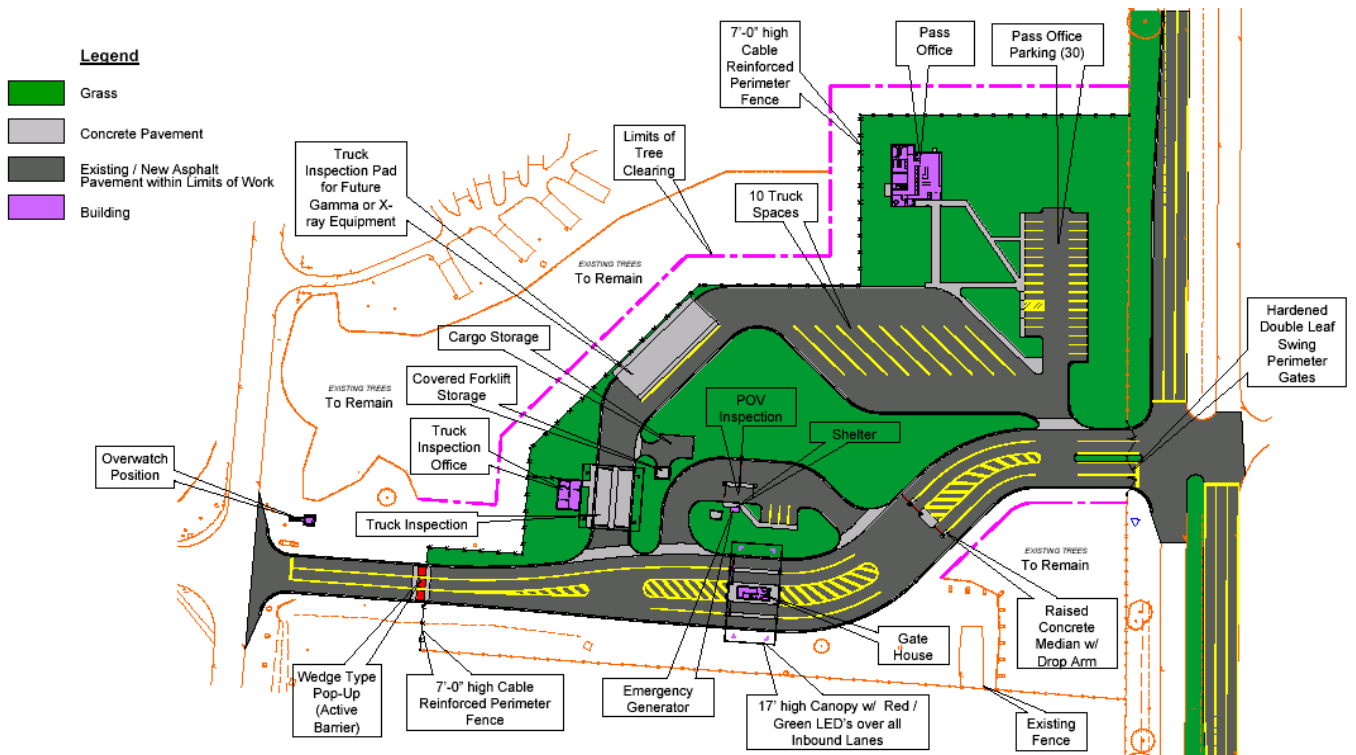 Legend
Grass
Concrete Pavement
Existing / New Asphalt
Pavement within Limits of Work
Building
Truck
Inspection Pad
for Future
Gamma or X-
ray Equipment
Limits of
Tree
Clearing
7'-0" high
Cable
Reinforced
Perimeter
Fence
Pass
Office
Pass Office
Parking (30)
10 Truck
Spaces
EXISTING TREES
To Remain
Hardened
Double Leaf
Swing
Perimeter
Gates
Cargo Storage
Covered Forklift
Storage
Truck
Inspection
Office
EXISTING TREES
To Remain
POV
Inspection
Shelter
Overwatch
Position
Truck Inspection
EXISTING TREES
To Remain
Wedge Type
Pop-Up
(Active
Barrier)
7'-0" high Cable
Reinforced Perimeter
Fence
Emergency
Generator
17' high Canopy w/ Red /
Green LED's over all
Inbound Lanes
Gate
House
Raised
Concrete
Median w/
Drop Arm
Existing
Fence